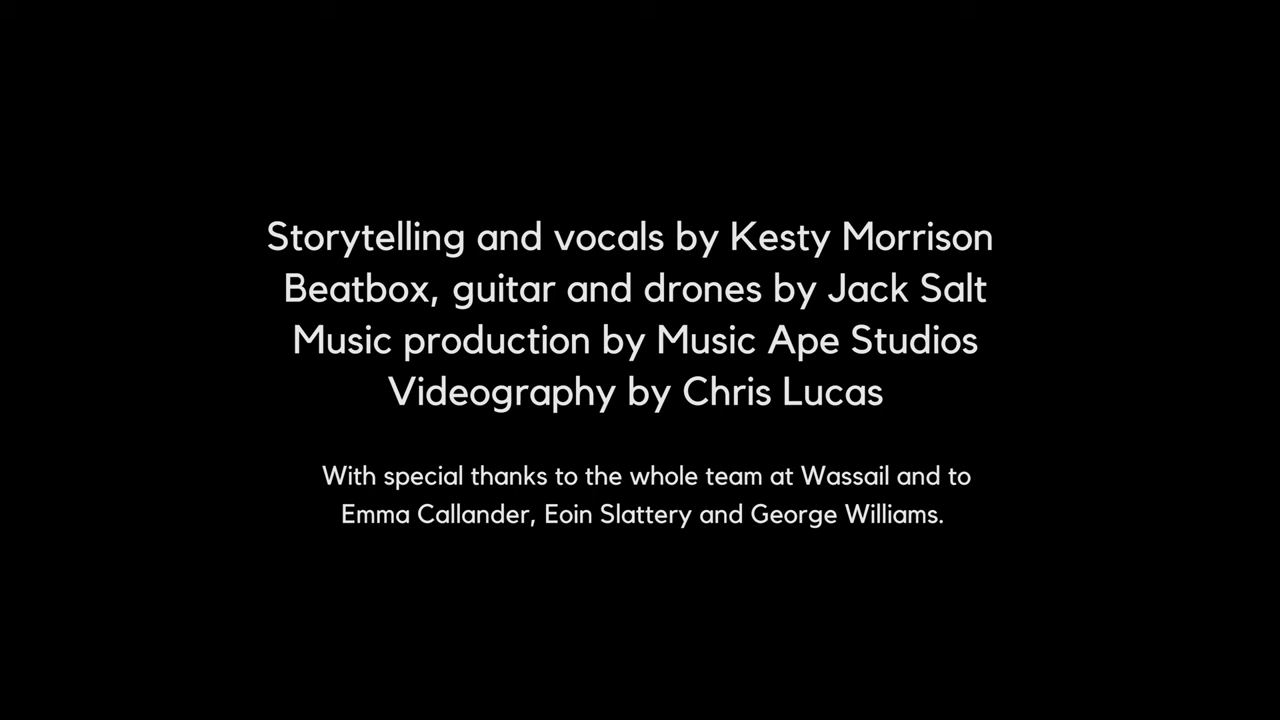 Storytelling and vocals by Kesty Morrison
Beatbox, guitar and drones by Jack Salt
Music production by Music Ape Studios
Videography by Chris Lucas
With special thanks to the whole team at Wassail and to
Emma Callander, Eoin Slattery and George Williams.